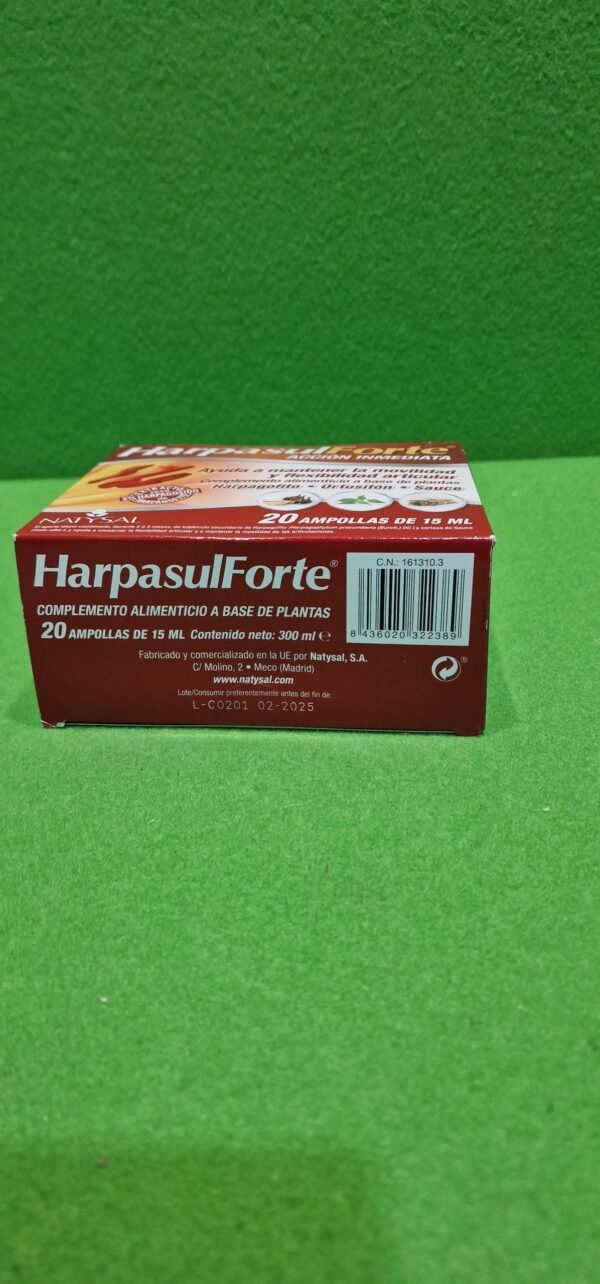 HarpasulForte
ACCIÓN INMEDIATA
Ayuda a mantener la movilidad
y flexibilidad articular
Complemento alimenticio a base de plantas
Harpagofito • Ortosifón • Sauce
20 AMPOLLAS DE 15 ML
NATYSAL
HarpasulForte®
COMPLEMENTO ALIMENTICIO A BASE DE PLANTAS
20 AMPOLLAS DE 15 ML Contenido neto: 300 ml ℮
C.N.: 161310.3
8 436020 322389
Fabricado y comercializado en la UE por Natysal, S.A.
C/ Molino, 2 • Meco (Madrid)
www.natysal.com
Lote/Consumir preferentemente antes del fin de:
L-C0201 02-2025